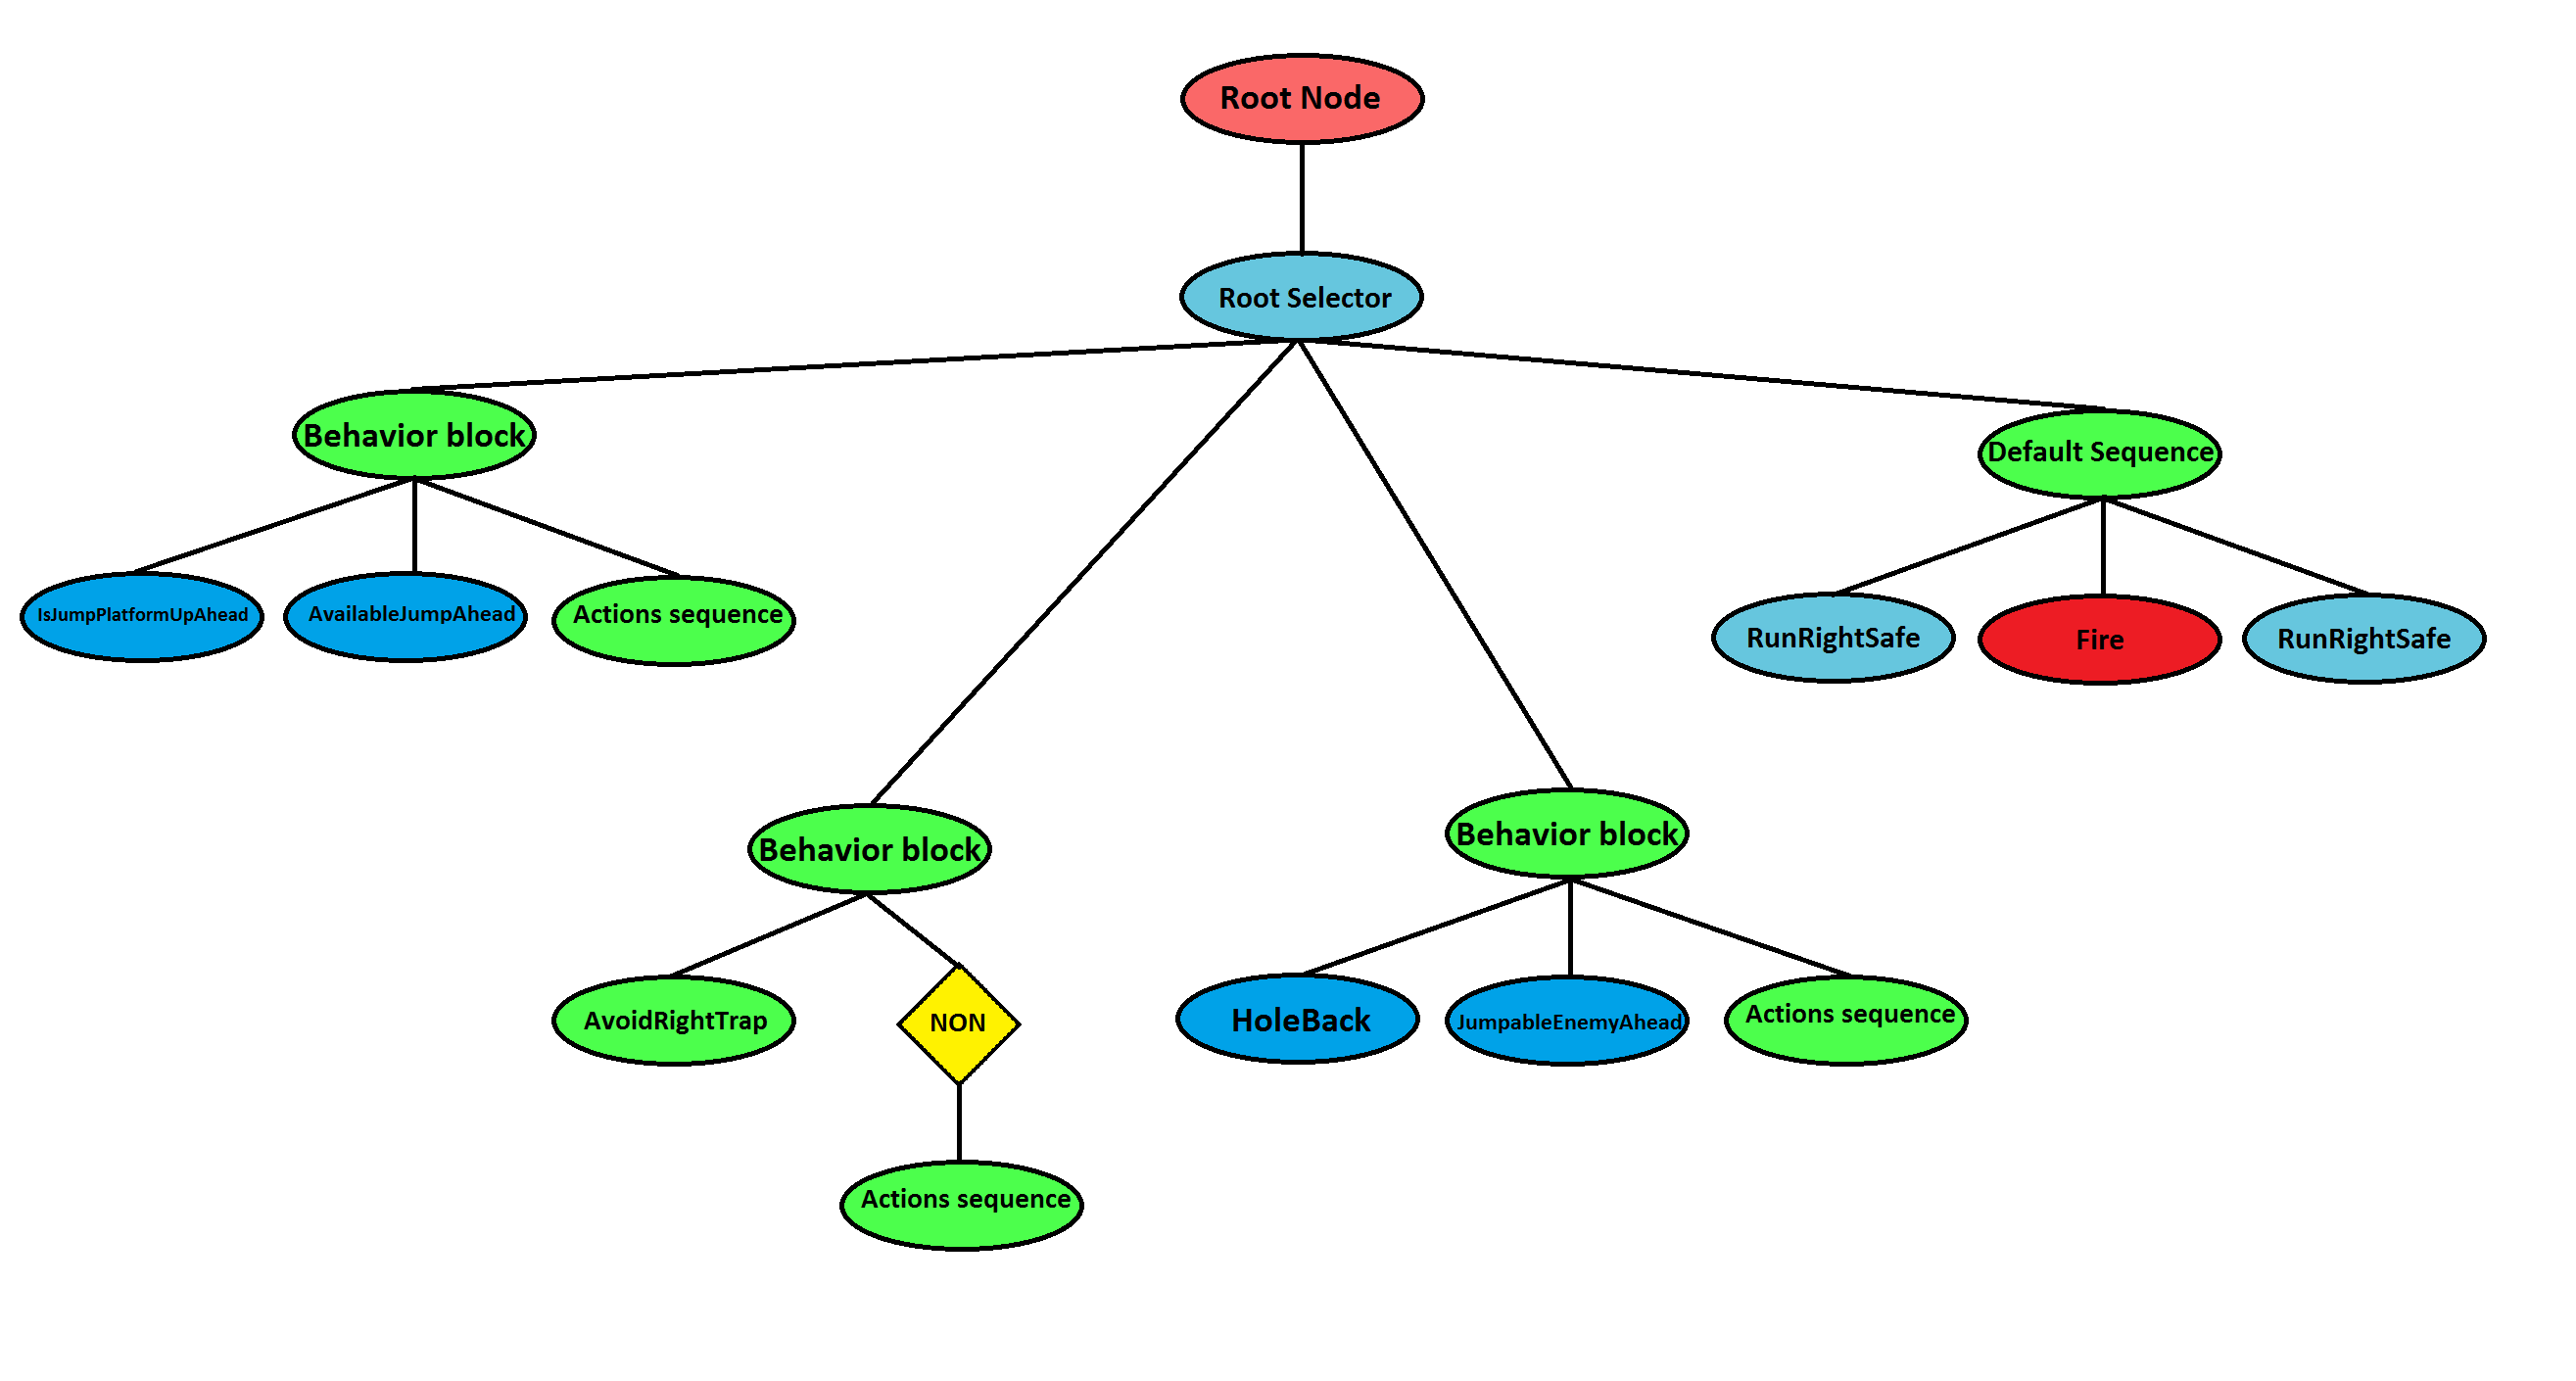 Root Node
Root Selector
Behavior block
Default Sequence
IsJumpPlatformUpAhead
AvailableJumpAhead
Actions sequence
RunRightSafe
Fire
RunRightSafe
Behavior block
Behavior block
AvoidRightTrap
NON
HoleBack
JumpableEnemyAhead
Actions sequence
Actions sequence